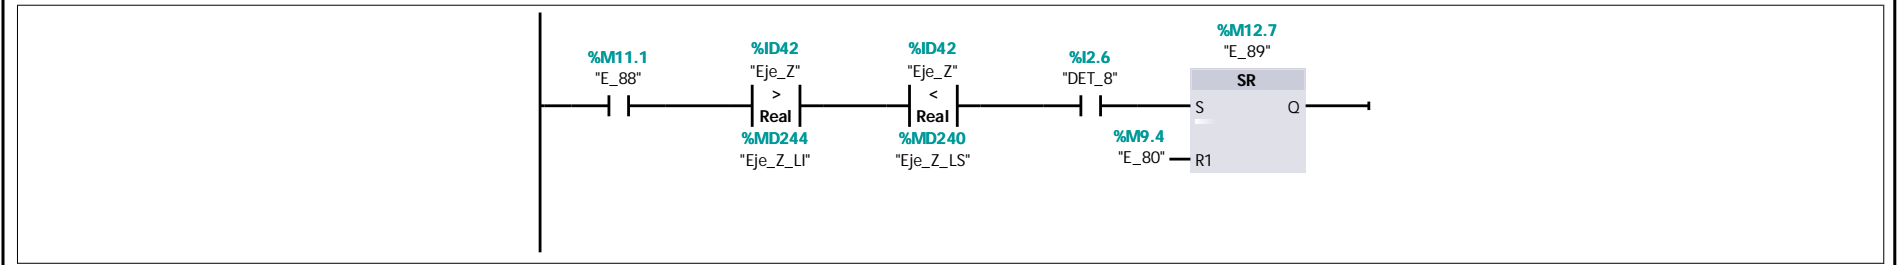 %M11.1
"E_88"
%ID42
"Eje_Z"
>
Real
%MD244
"Eje_Z_LI"
%ID42
"Eje_Z"
<
Real
%MD240
"Eje_Z_LS"
%I2.6
"DET_8"
%M12.7
"E_89"
SR
S Q
%M9.4
"E_80" R1